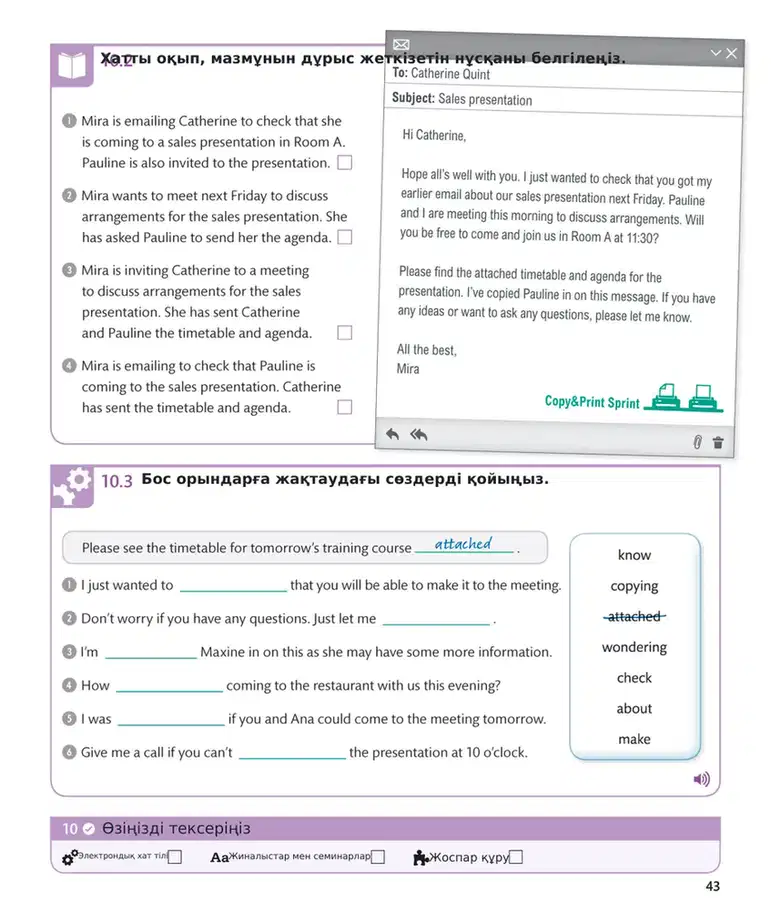 10.2 Хатты оқып, мазмұнын дұрыс жеткізетін нұсқаны белгілеңіз.
1 Mira is emailing Catherine to check that she
is coming to a sales presentation in Room A.
Pauline is also invited to the presentation.
2 Mira wants to meet next Friday to discuss
arrangements for the sales presentation. She
has asked Pauline to send her the agenda.
3 Mira is inviting Catherine to a meeting
to discuss arrangements for the sales
presentation. She has sent Catherine
and Pauline the timetable and agenda.
4 Mira is emailing to check that Pauline is
coming to the sales presentation. Catherine
has sent the timetable and agenda.
To: Catherine Quint
Subject: Sales presentation
Hi Catherine,
Hope all's well with you. I just wanted to check that you got my
earlier email about our sales presentation next Friday. Pauline
and I are meeting this morning to discuss arrangements. Will
you be free to come and join us in Room A at 11:30?
Please find the attached timetable and agenda for the
presentation. I've copied Pauline in on this message. If you have
any ideas or want to ask any questions, please let me know.
All the best,
Mira
Copy&Print Sprint
10.3 Бос орындарға жақтаудағы сөздерді қойыңыз.
Please see the timetable for tomorrow's training course attached .
1 I just wanted to that you will be able to make it to the meeting.
2 Don't worry if you have any questions. Just let me .
3 I'm Maxine in on this as she may have some more information.
4 How coming to the restaurant with us this evening?
5 I was if you and Ana could come to the meeting tomorrow.
6 Give me a call if you can't the presentation at 10 o'clock.
know
copying
attached
wondering
check
about
make
10 Өзіңізді тексеріңіз
Электрондық хат тілі
Aa Жиналыстар мен семинарлар
Жоспар құру
43